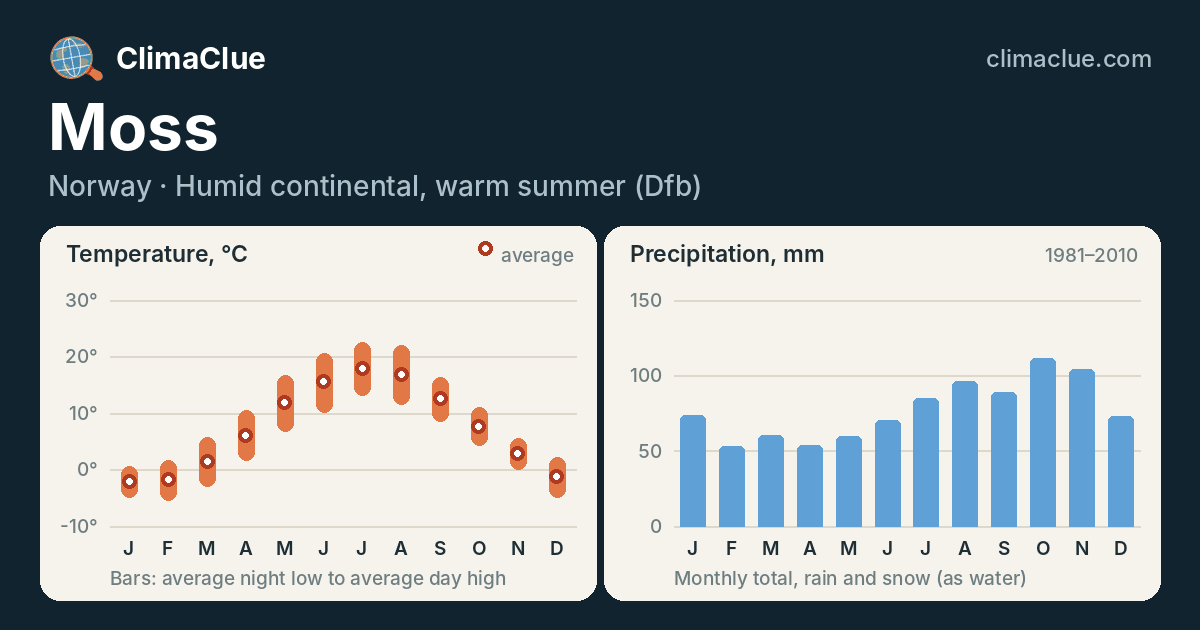 ClimaClue
climaclue.com
Moss
Norway · Humid continental, warm summer (Dfb)
Temperature, °C
average
30°
20°
10°
0°
-10°
J F M A M J J A S O N D
Bars: average night low to average day high
Precipitation, mm
1981–2010
150
100
50
0
J F M A M J J A S O N D
Monthly total, rain and snow (as water)